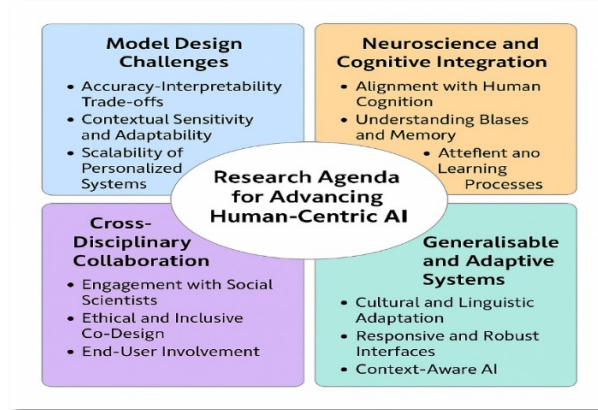 Model Design
Challenges
• Accuracy-Interpretability
Trade-offs
• Contextual Sensitivity
and Adaptability
• Scalability of
Personalized
Systems
Neuroscience and
Cognitive Integration
• Alignment with Human
Cognition
• Understanding Blases
and Memory
• Atteflent ano
Learning
Processes
Research Agenda
for Advancing
Human-Centric AI
Cross-
Disciplinary
Collaboration
• Engagement with Social
Scientists
• Ethical and Inclusive
Co-Design
• End-User Involvement
Generalisable
and Adaptive
Systems
• Cultural and Linguistic
Adaptation
• Responsive and Robust
Interfaces
• Context-Aware AI